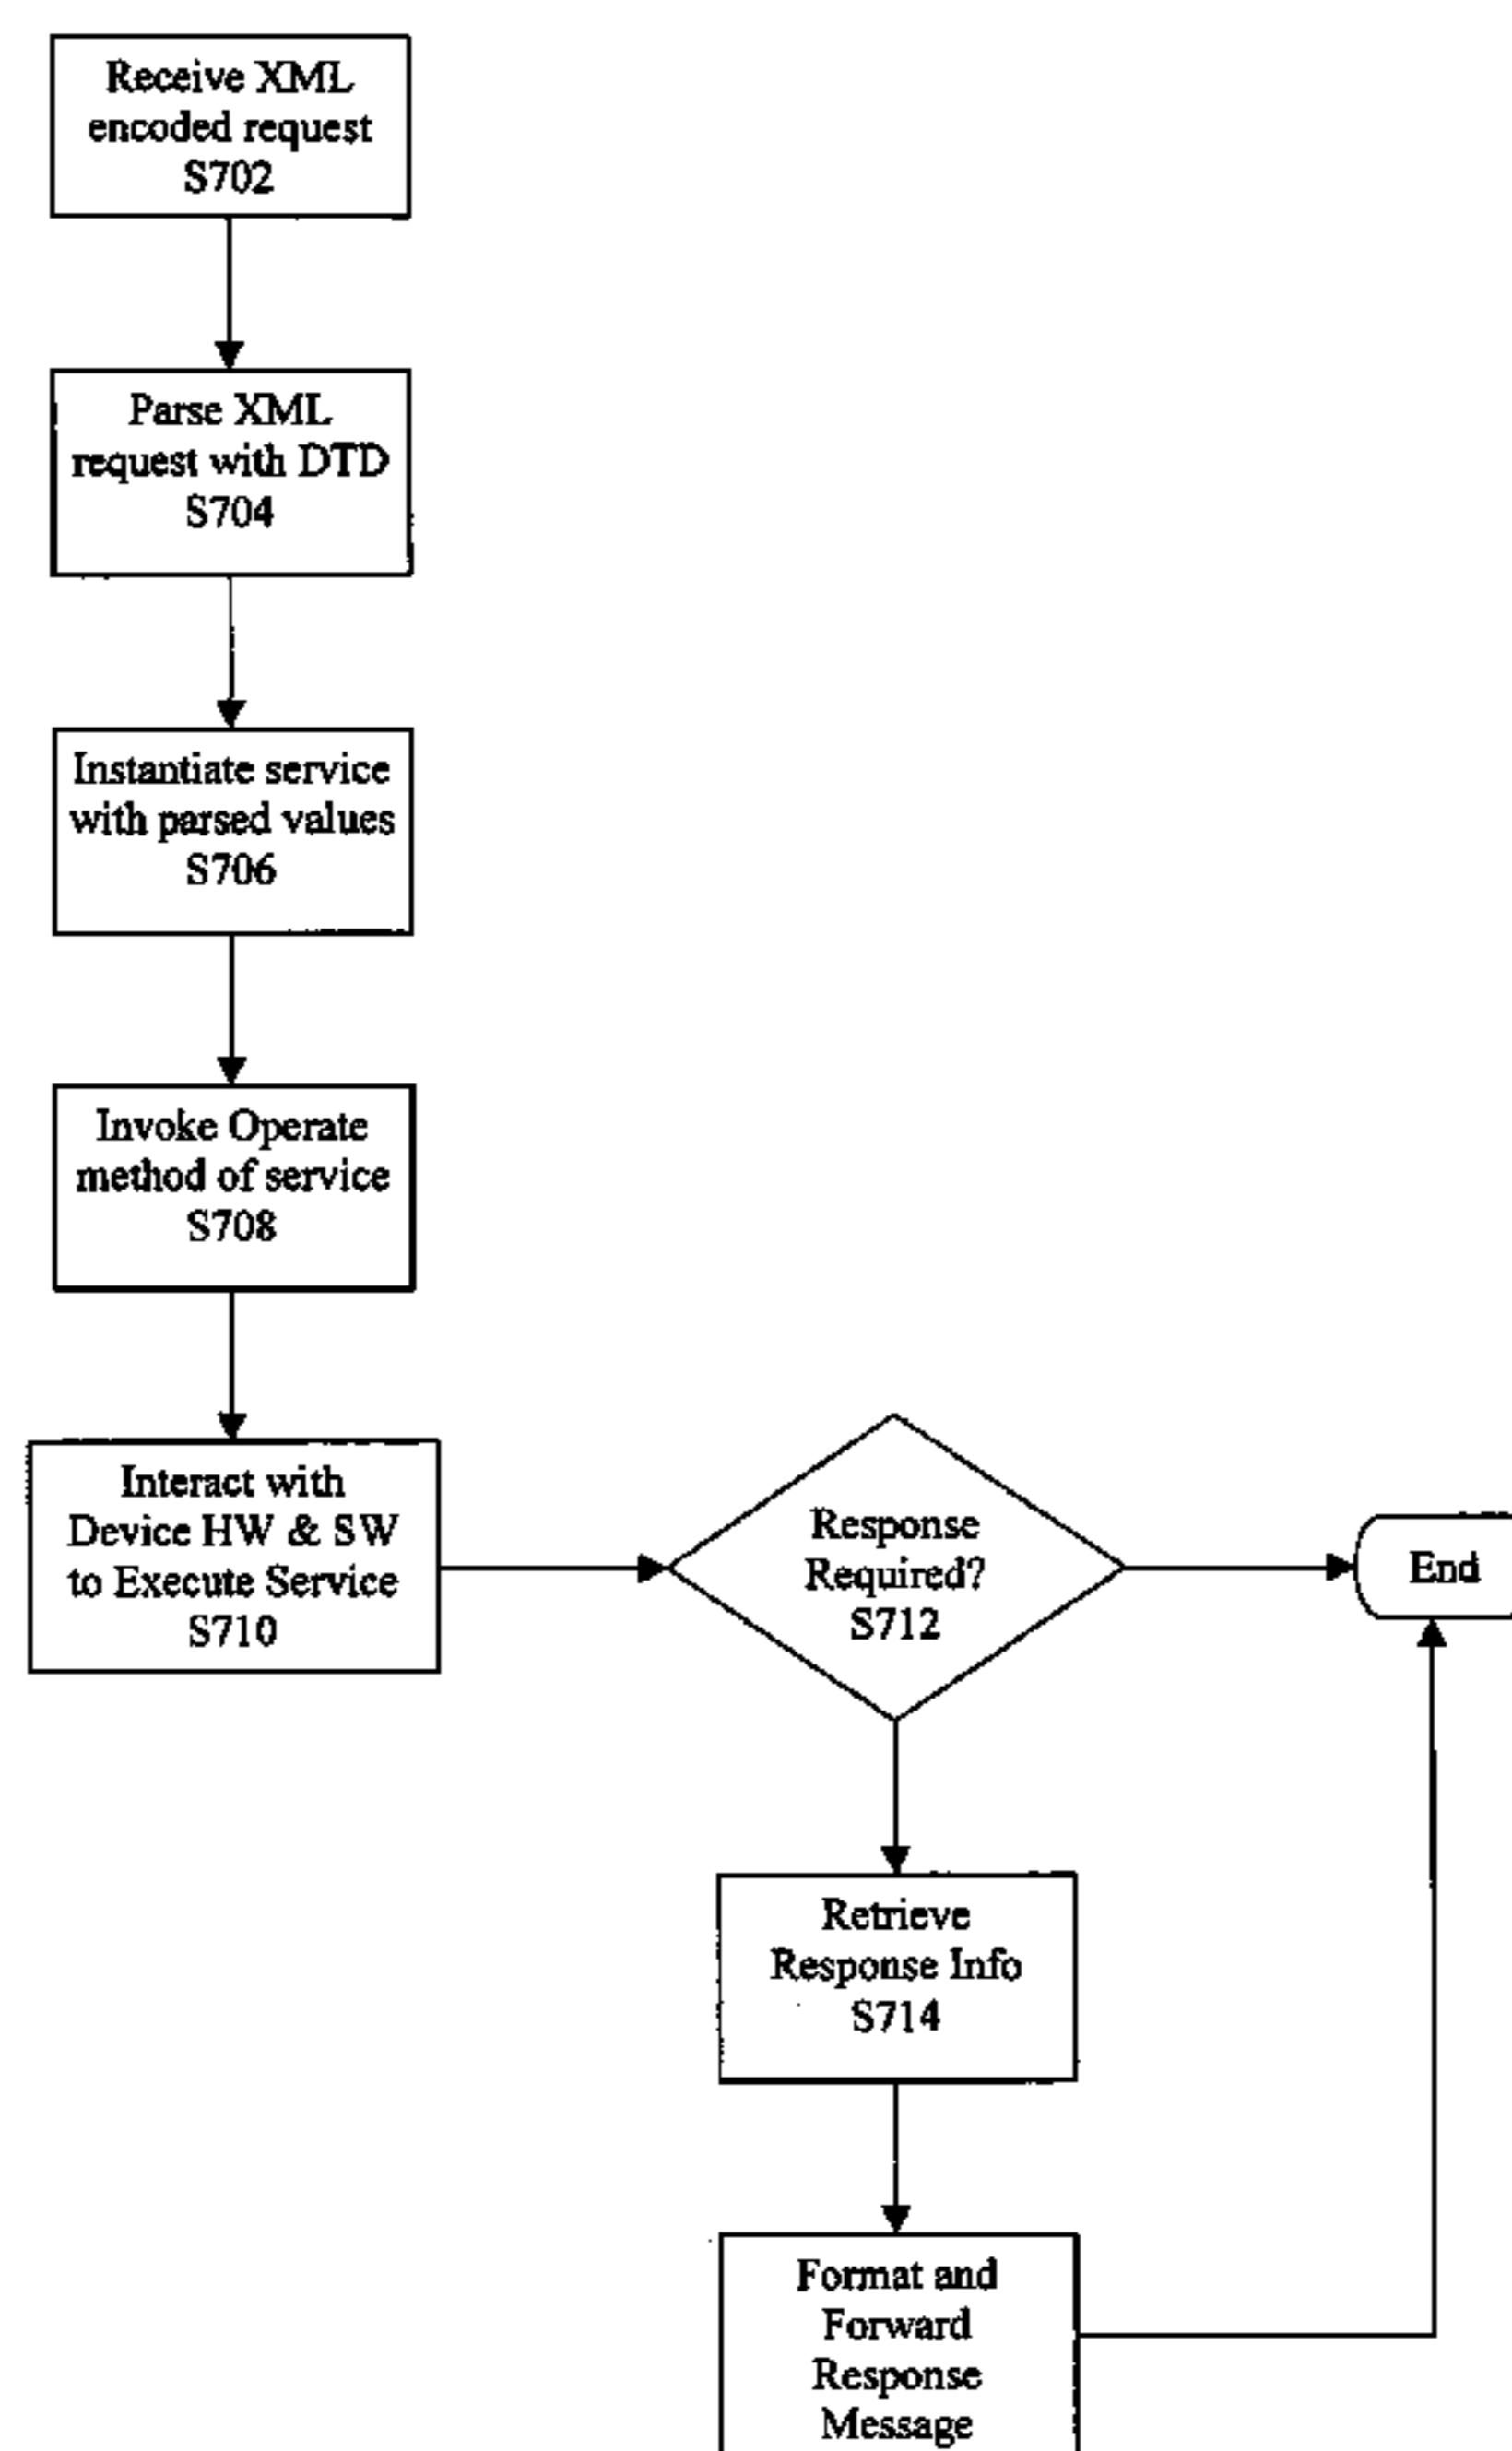 Receive XML
encoded request
S702
Parse XML
request with DTD
S704
Instantiate service
with parsed values
S706
Invoke Operate
method of service
S708
Interact with
Device HW & SW
to Execute Service
S710
Response
Required?
S712
End
Retrieve
Response Info
S714
Format and
Forward
Response
Message